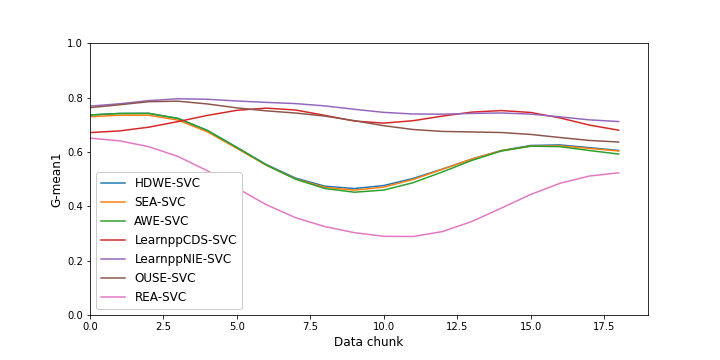 1.0
0.8
0.6
0.4
0.2
0.0
G-mean1
HDWE-SVC
SEA-SVC
AWE-SVC
LearnppCDS-SVC
LearnppNIE-SVC
OUSE-SVC
REA-SVC
0.0 2.5 5.0 7.5 10.0 12.5 15.0 17.5
Data chunk